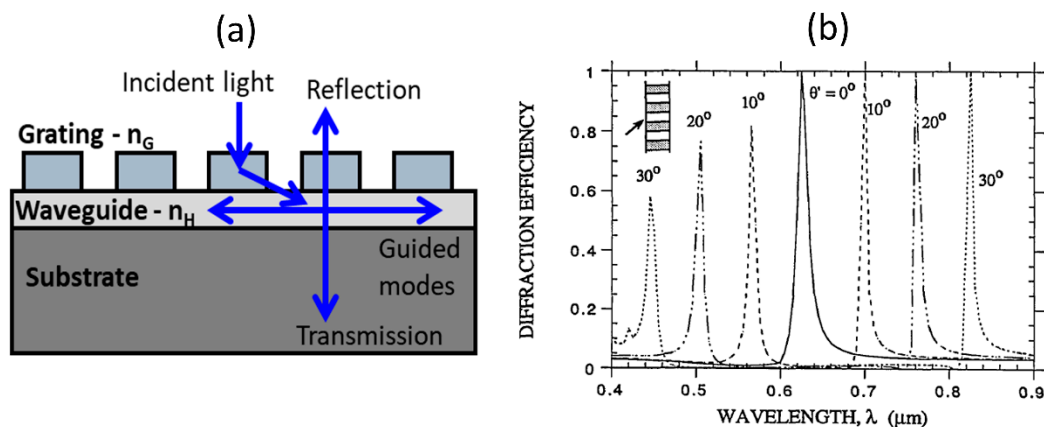 (a)
Incident light
Reflection
Grating - n_G
Waveguide - n_H
Guided
modes
Substrate
Transmission
(b)
DIFFRACTION EFFICIENCY
1
0.8
0.6
0.4
0.2
0
30°
20°
10°
θ' = 0°
10°
20°
30°
0.4
0.5
0.6
0.7
0.8
0.9
WAVELENGTH, λ (μm)